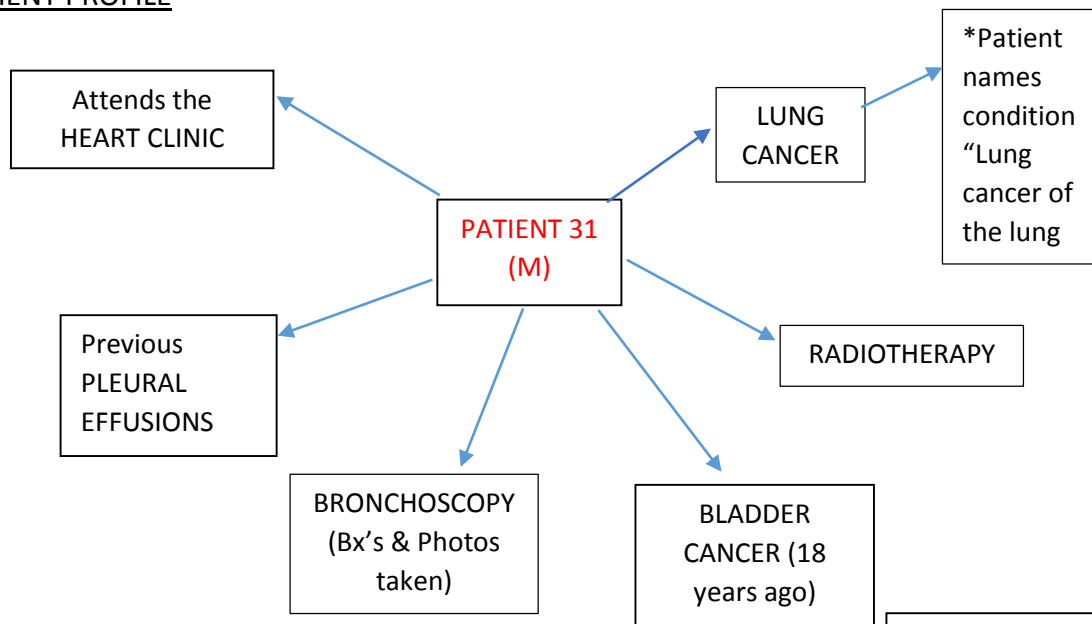 PROFILE
*Patient
names
condition
“Lung
cancer of
the lung
Attends the
HEART CLINIC
LUNG
CANCER
PATIENT 31
(M)
Previous
PLEURAL
EFFUSIONS
RADIOTHERAPY
BRONCHOSCOPY
(Bx's & Photos
taken)
BLADDER
CANCER (18
years ago)